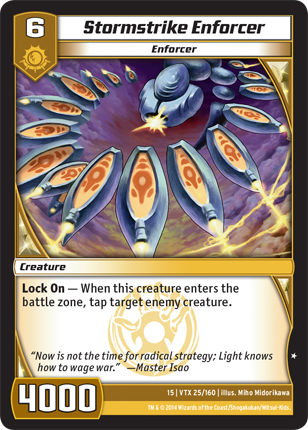 6
Stormstrike Enforcer
Enforcer
Creature
Lock On — When this creature enters the
battle zone, tap target enemy creature.
"Now is not the time for radical strategy; Light knows
how to wage war." —Master Isao
4000
15 | VTX 25/160 | illus. Miho Midorikawa
TM & © 2014 Wizards of the Coast/Shogakukan/Mitsui-Kids.